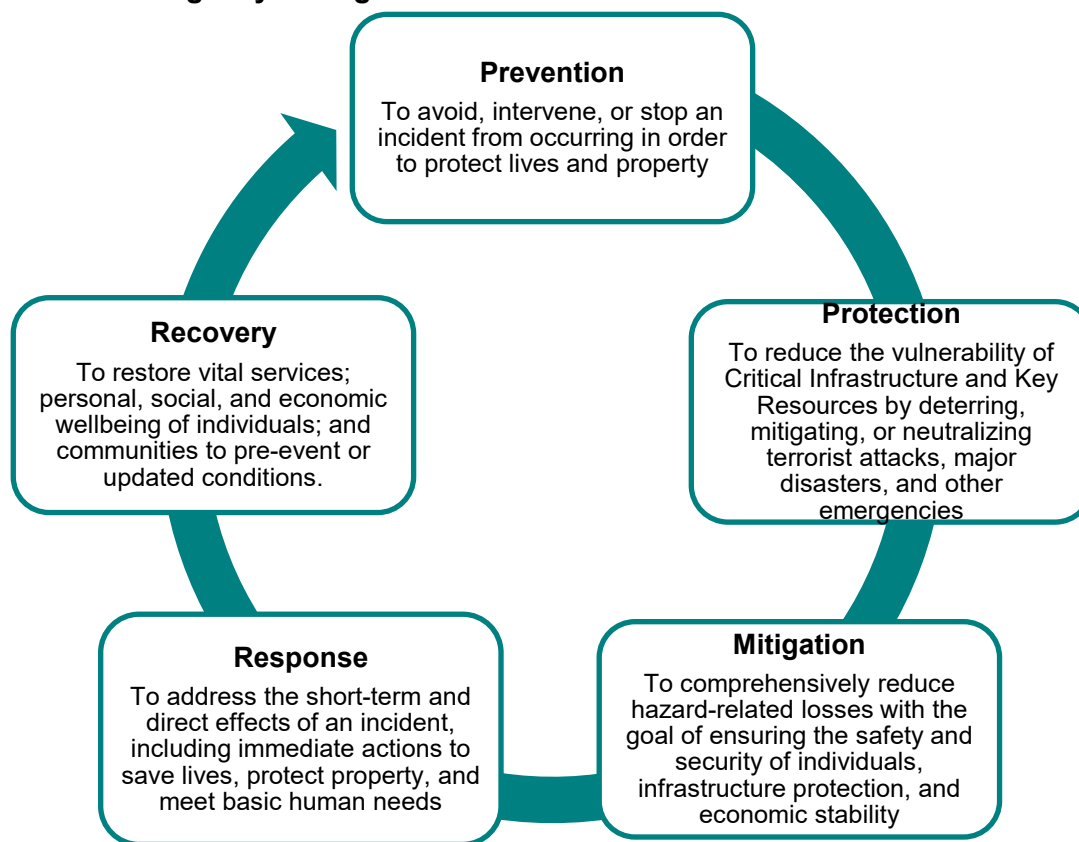 Prevention
To avoid, intervene, or stop an
incident from occurring in order
to protect lives and property
Protection
To reduce the vulnerability of
Critical Infrastructure and Key
Resources by deterring,
mitigating, or neutralizing
terrorist attacks, major
disasters, and other
emergencies
Mitigation
To comprehensively reduce
hazard-related losses with the
goal of ensuring the safety and
security of individuals,
infrastructure protection, and
economic stability
Response
To address the short-term and
direct effects of an incident,
including immediate actions to
save lives, protect property, and
meet basic human needs
Recovery
To restore vital services;
personal, social, and economic
wellbeing of individuals; and
communities to pre-event or
updated conditions.